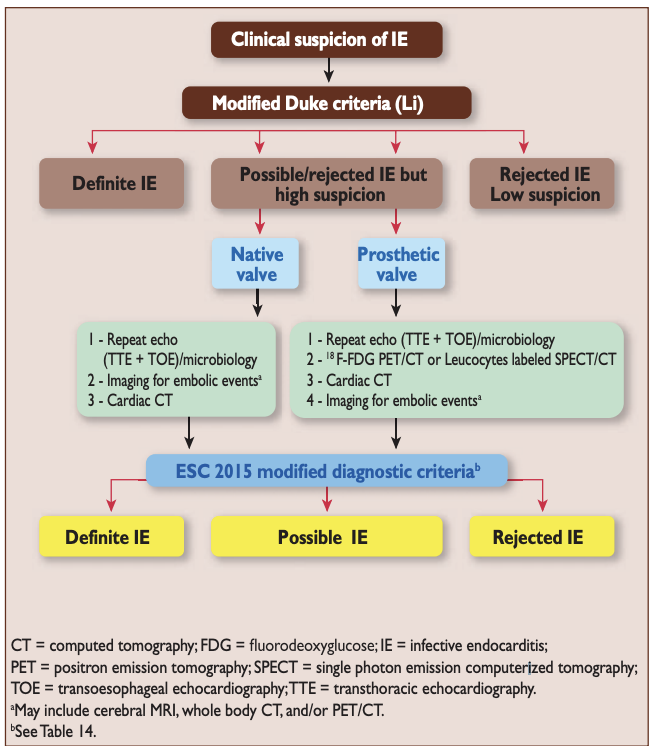 Clinical suspicion of IE
Modified Duke criteria (Li)
Definite IE
Possible/rejected IE but
high suspicion
Rejected IE
Low suspicion
Native
valve
Prosthetic
valve
1 - Repeat echo
(TTE + TOE)/microbiology
2 - Imaging for embolic eventsᵃ
3 - Cardiac CT
1 - Repeat echo (TTE + TOE)/microbiology
2 - ¹⁸F-FDG PET/CT or Leucocytes labeled SPECT/CT
3 - Cardiac CT
4 - Imaging for embolic eventsᵃ
ESC 2015 modified diagnostic criteriaᵇ
Definite IE
Possible IE
Rejected IE
CT = computed tomography; FDG = fluorodeoxyglucose; IE = infective endocarditis;
PET = positron emission tomography; SPECT = single photon emission computerized tomography;
TOE = transoesophageal echocardiography; TTE = transthoracic echocardiography.
ᵃMay include cerebral MRI, whole body CT, and/or PET/CT.
ᵇSee Table 14.